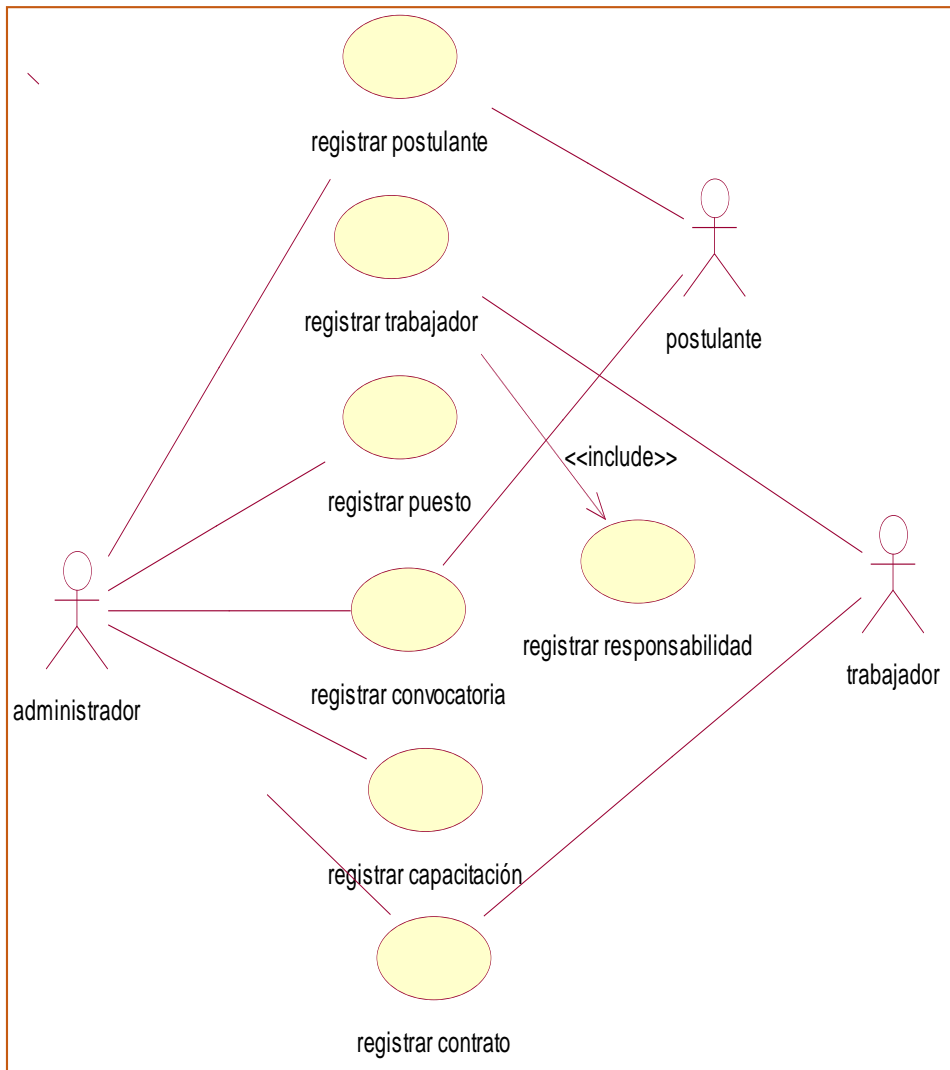 registrar postulante
registrar trabajador
postulante
<<include>>
registrar puesto
registrar responsabilidad
trabajador
registrar convocatoria
administrador
registrar capacitación
registrar contrato